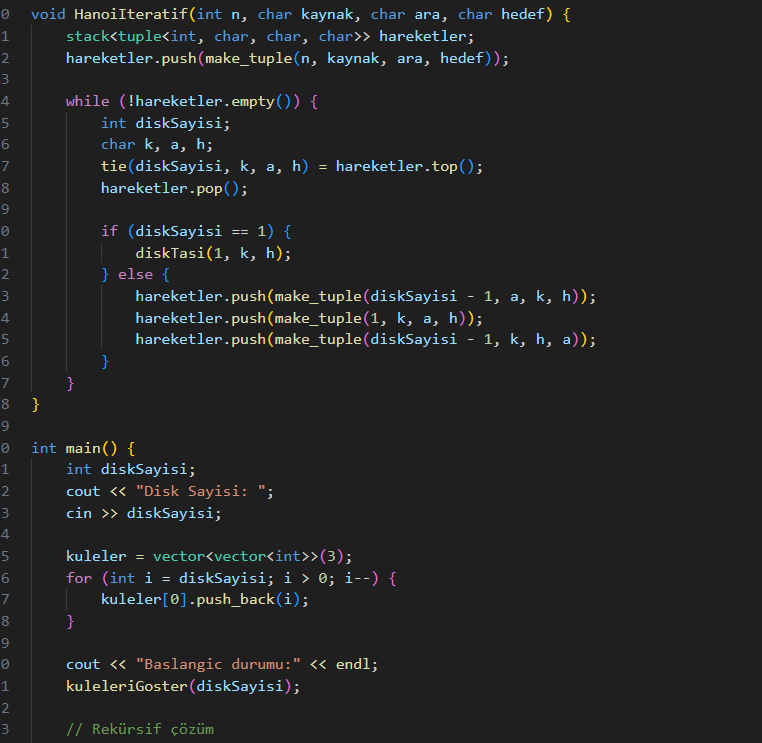 0 void HanoiIteratif(int n, char kaynak, char ara, char hedef) {
1     stack<tuple<int, char, char, char>> hareketler;
2     hareketler.push(make_tuple(n, kaynak, ara, hedef));
3
4     while (!hareketler.empty()) {
5         int diskSayisi;
6         char k, a, h;
7         tie(diskSayisi, k, a, h) = hareketler.top();
8         hareketler.pop();
9
0         if (diskSayisi == 1) {
1             diskTasi(1, k, h);
2         } else {
3             hareketler.push(make_tuple(diskSayisi - 1, a, k, h));
4             hareketler.push(make_tuple(1, k, a, h));
5             hareketler.push(make_tuple(diskSayisi - 1, k, h, a));
6         }
7     }
8 }
9
0 int main() {
1     int diskSayisi;
2     cout << "Disk Sayisi: ";
3     cin >> diskSayisi;
4
5     kuleler = vector<vector<int>>(3);
6     for (int i = diskSayisi; i > 0; i--) {
7         kuleler[0].push_back(i);
8     }
9
0     cout << "Baslangic durumu:" << endl;
1     kuleleriGoster(diskSayisi);
2
3     // Rekürsif çözüm